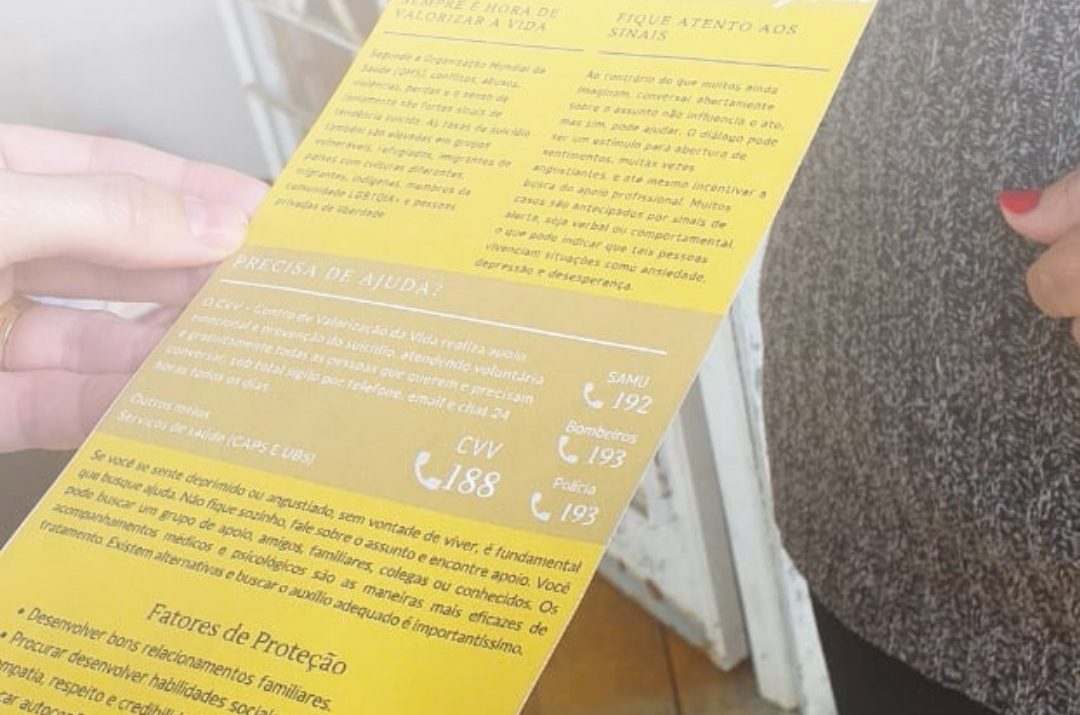 SEMPRE É HORA DE
VALORIZAR A VIDA
Segundo a Organização Mundial da
Saúde (OMS), conflitos, abusos,
violências, perdas e o senso de
isolamento são fortes sinais de
tendência suicida. As taxas de suicídio
também são elevadas em grupos
vulneráveis, refugiados, imigrantes de
países com culturas diferentes,
migrantes, indígenas, membros da
comunidade LGBTQIA+ e pessoas
privadas de liberdade
FIQUE ATENTO AOS
SINAIS
Ao contrário do que muitos ainda
imaginam, conversar abertamente
sobre o assunto não influencia o ato,
mas sim, pode ajudar. O diálogo pode
ser um estímulo para abertura de
sentimentos, muitas vezes
angustiantes, e até mesmo incentivar a
busca do apoio profissional. Muitos
casos são antecipados por sinais de
alerta, seja verbal ou comportamental,
o que pode indicar que tais pessoas
vivenciam situações como ansiedade,
depressão e desesperança.
PRECISA DE AJUDA?
O CVV - Centro de Valorização da Vida realiza apoio
emocional e prevenção do suicídio, atendendo voluntária
e gratuitamente todas as pessoas que querem e precisam
conversar, sob total sigilo por telefone, email e chat 24
horas todos os dias.
Outros meios
Serviços de saúde (CAPS E UBS)
CVV
188
SAMU
192
Bombeiros
193
Polícia
193
Se você se sente deprimido ou angustiado, sem vontade de viver, é fundamental
que busque ajuda. Não fique sozinho, fale sobre o assunto e encontre apoio. Você
pode buscar um grupo de apoio, amigos, familiares, colegas ou conhecidos. Os
acompanhamentos médicos e psicológicos são as maneiras mais eficazes de
tratamento. Existem alternativas e buscar o auxílio adequado é importantíssimo.
Fatores de Proteção
• Desenvolver bons relacionamentos familiares.
• Procurar desenvolver habilidades sociai
mpatia, respeito e credibili